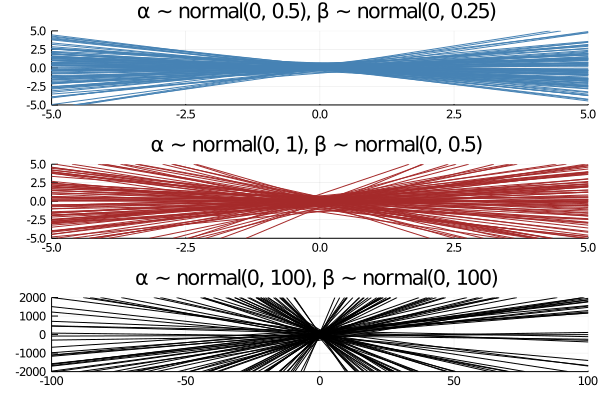 α ~ normal(0, 0.5), β ~ normal(0, 0.25)
5.0
2.5
0.0
-2.5
-5.0
-5.0 -2.5 0.0 2.5 5.0
α ~ normal(0, 1), β ~ normal(0, 0.5)
5.0
2.5
0.0
-2.5
-5.0
-5.0 -2.5 0.0 2.5 5.0
α ~ normal(0, 100), β ~ normal(0, 100)
2000
1000
0
-1000
-2000
-100 -50 0 50 100